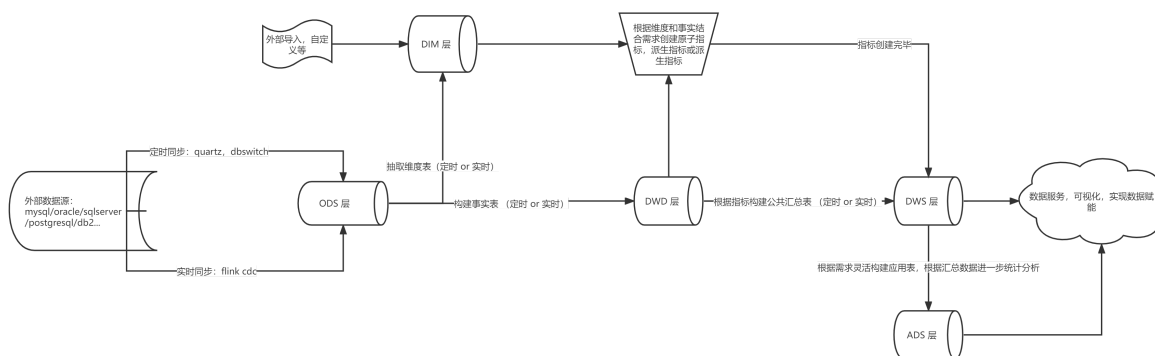 外部导入，自定
义等
DIM 层
根据维度和事实结
合需求创建原子指
标，派生指标或派
生指标
指标创建完毕
定时同步：quartz，dbswitch
抽取维度表（定时 or 实时）
外部数据源：
mysql/oracle/sqlserver
/postgresql/db2...
ODS 层
构建事实表 （定时 or 实时）
DWD 层
根据指标构建公共汇总表 （定时 or 实时）
DWS 层
数据服务，可视化，实现数据赋
能
实时同步：flink cdc
根据需求灵活构建应用表，根据汇总数据进一步统计分析
ADS 层